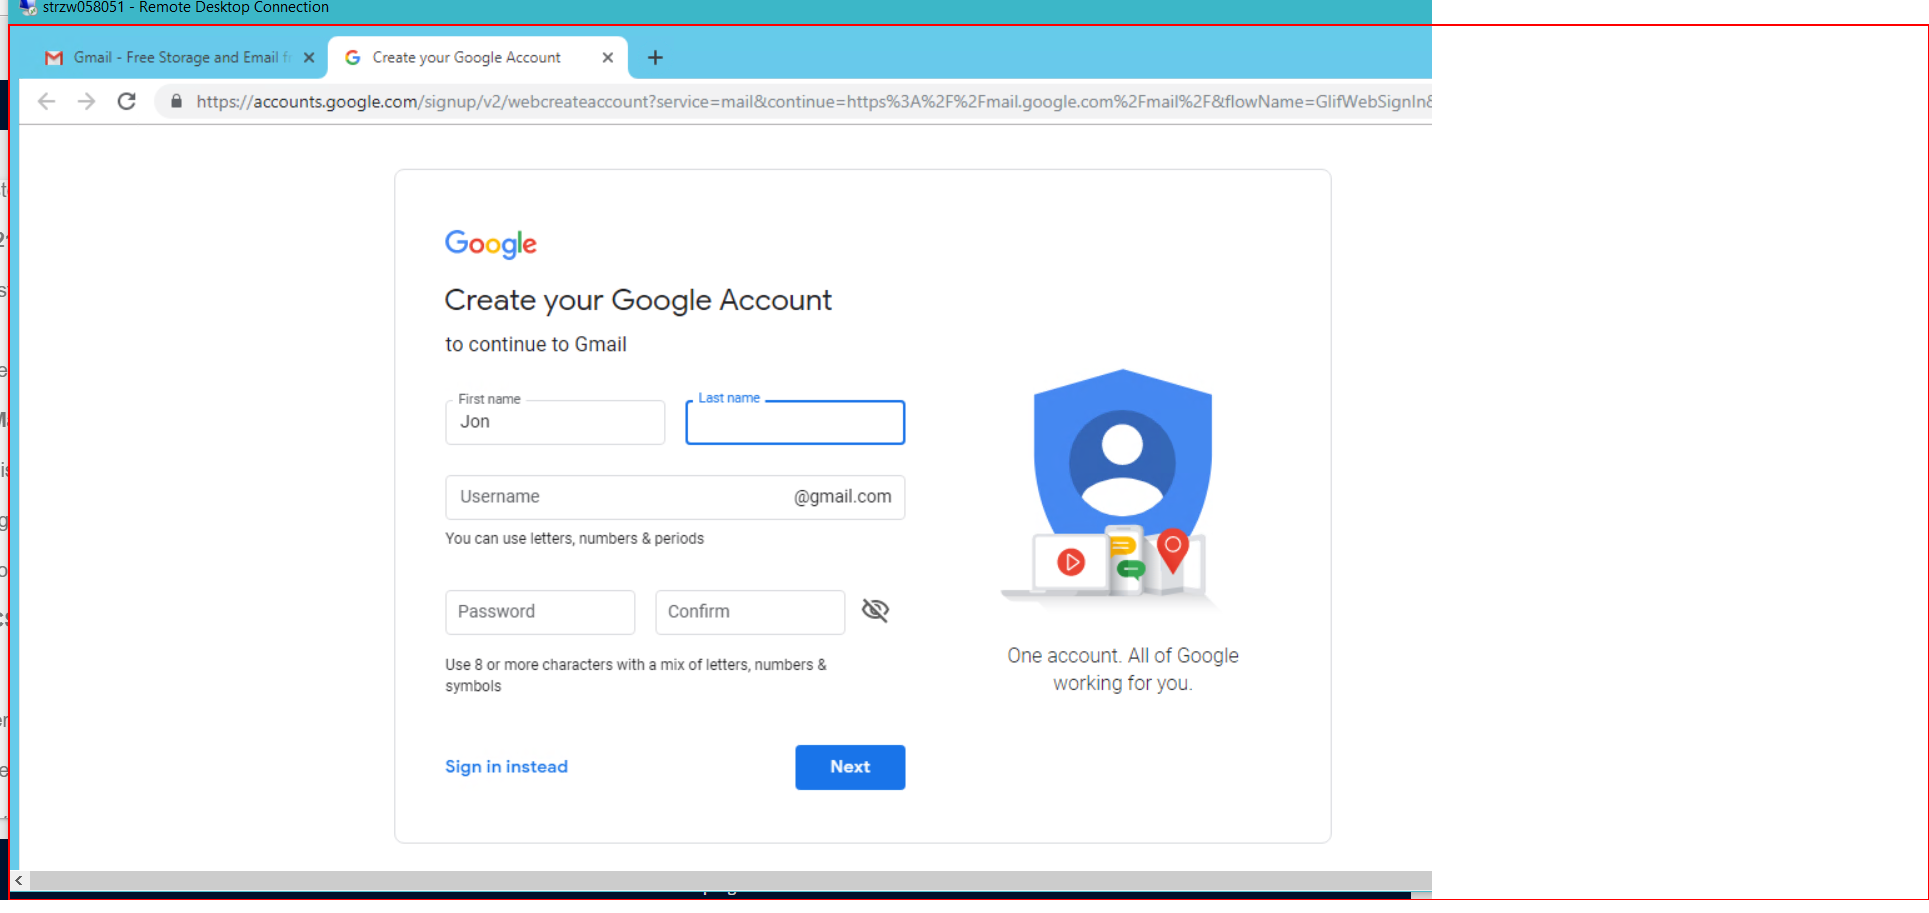 strzw058051 - Remote Desktop Connection
Gmail - Free Storage and Email
Create your Google Account
https://accounts.google.com/signup/v2/webcreateaccount?service=mail&continue=https%3A%2F%2Fmail.google.com%2Fmail%2F&flowName=GlifWebSignIn&
Google
Create your Google Account
to continue to Gmail
First name
Last name
Jon
Username
@gmail.com
You can use letters, numbers & periods
Password
Confirm
Use 8 or more characters with a mix of letters, numbers &
symbols
One account. All of Google
working for you.
Sign in instead
Next